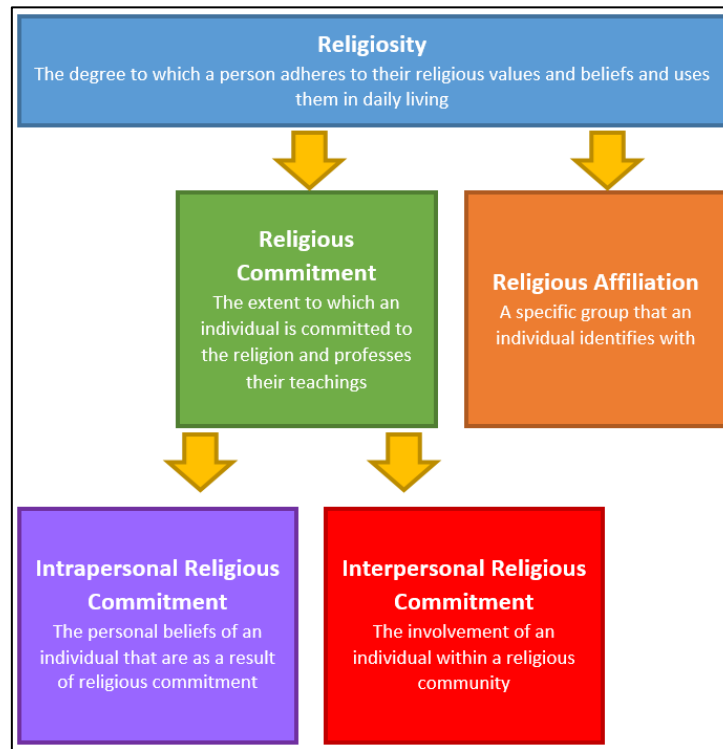 Religiosity
The degree to which a person adheres to their religious values and beliefs and uses
them in daily living
Religious
Commitment
The extent to which an
individual is committed to
the religion and professes
their teachings
Religious Affiliation
A specific group that an
individual identifies with
Intrapersonal Religious
Commitment
The personal beliefs of an
individual that are as a result
of religious commitment
Interpersonal Religious
Commitment
The involvement of an
individual within a religious
community